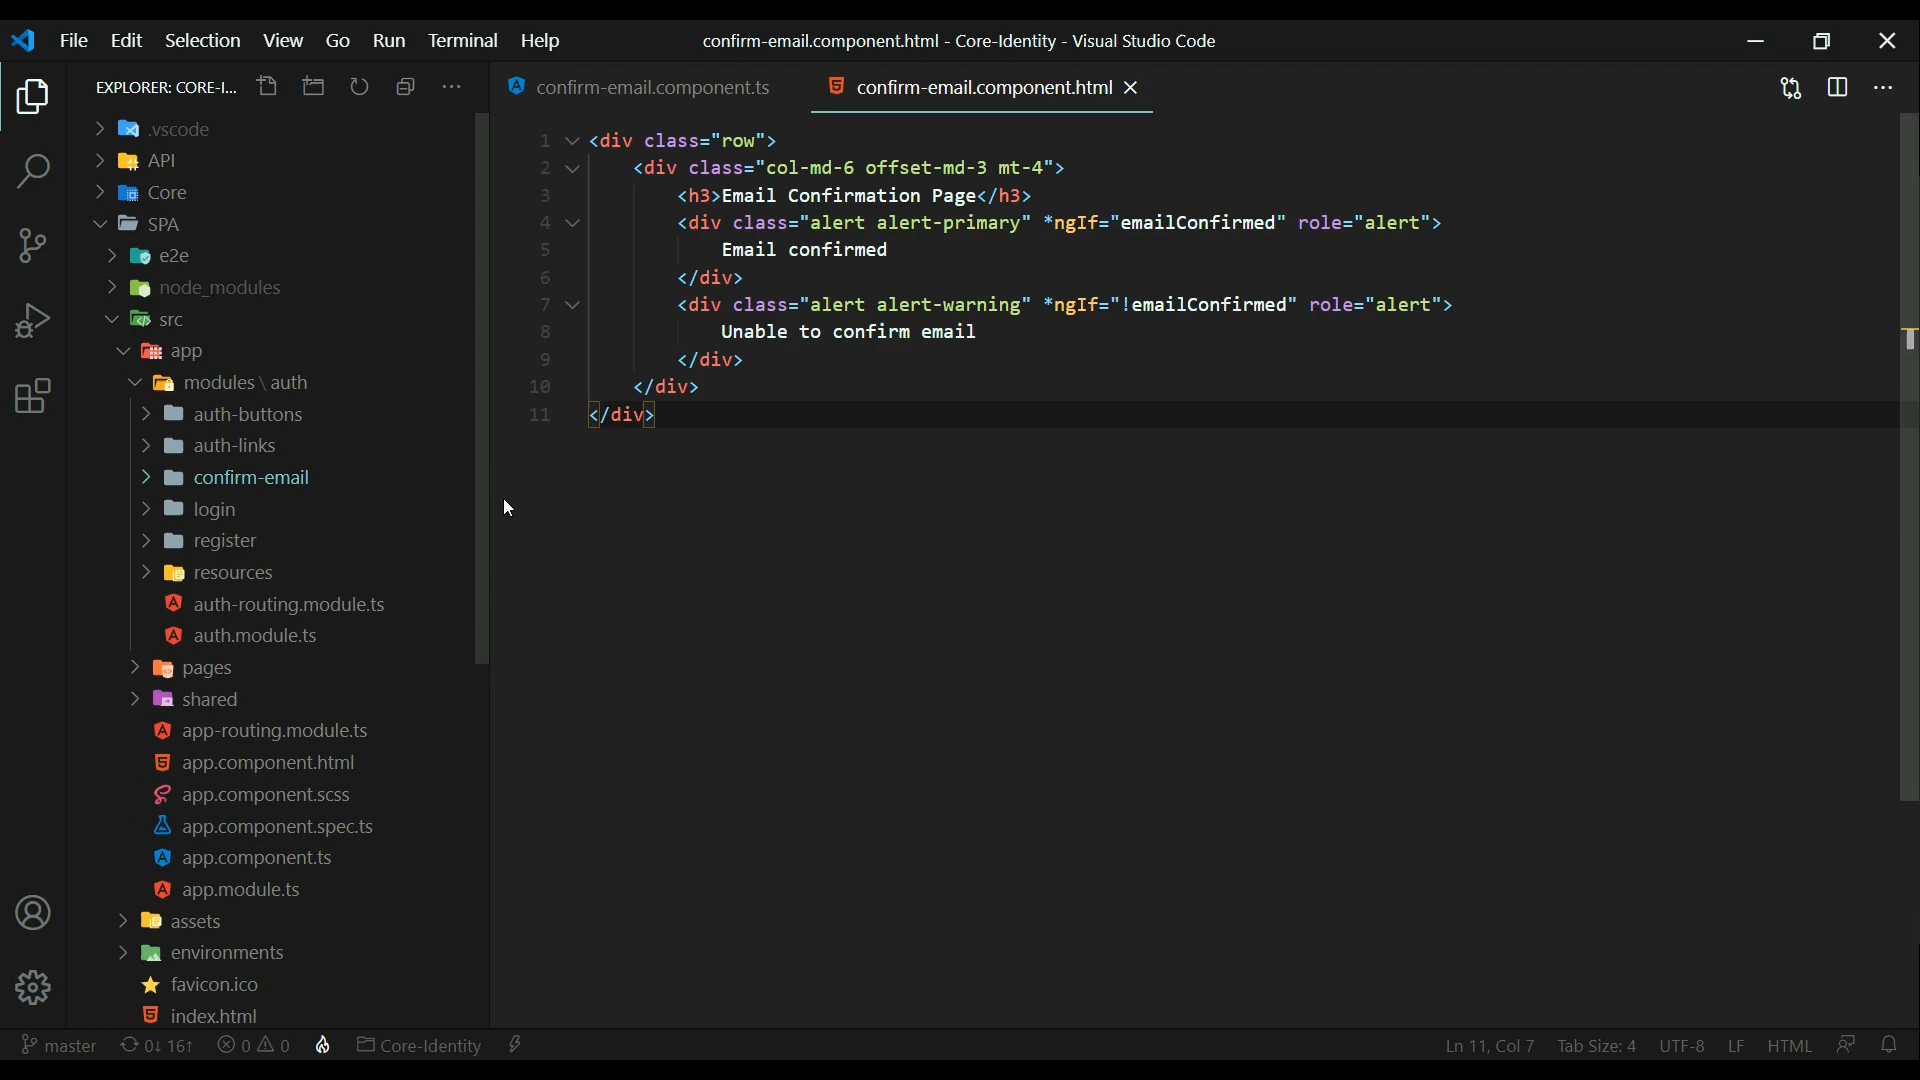 File Edit Selection View Go Run Terminal Help
confirm-email.component.html - Core-Identity - Visual Studio Code
EXPLORER: CORE-I...
.vscode
API
Core
SPA
e2e
node_modules
src
app
modules \ auth
auth-buttons
auth-links
confirm-email
login
register
resources
auth-routing.module.ts
auth.module.ts
pages
shared
app-routing.module.ts
app.component.html
app.component.scss
app.component.spec.ts
app.component.ts
app.module.ts
assets
environments
favicon.ico
index.html
confirm-email.component.ts confirm-email.component.html
1 <div class="row">
2 <div class="col-md-6 offset-md-3 mt-4">
3 <h3>Email Confirmation Page</h3>
4 <div class="alert alert-primary" *ngIf="emailConfirmed" role="alert">
5 Email confirmed
6 </div>
7 <div class="alert alert-warning" *ngIf="!emailConfirmed" role="alert">
8 Unable to confirm email
9 </div>
10 </div>
11 </div>
master 0↓ 16↑ 0 0 Core-Identity Ln 11, Col 7 Tab Size: 4 UTF-8 LF HTML